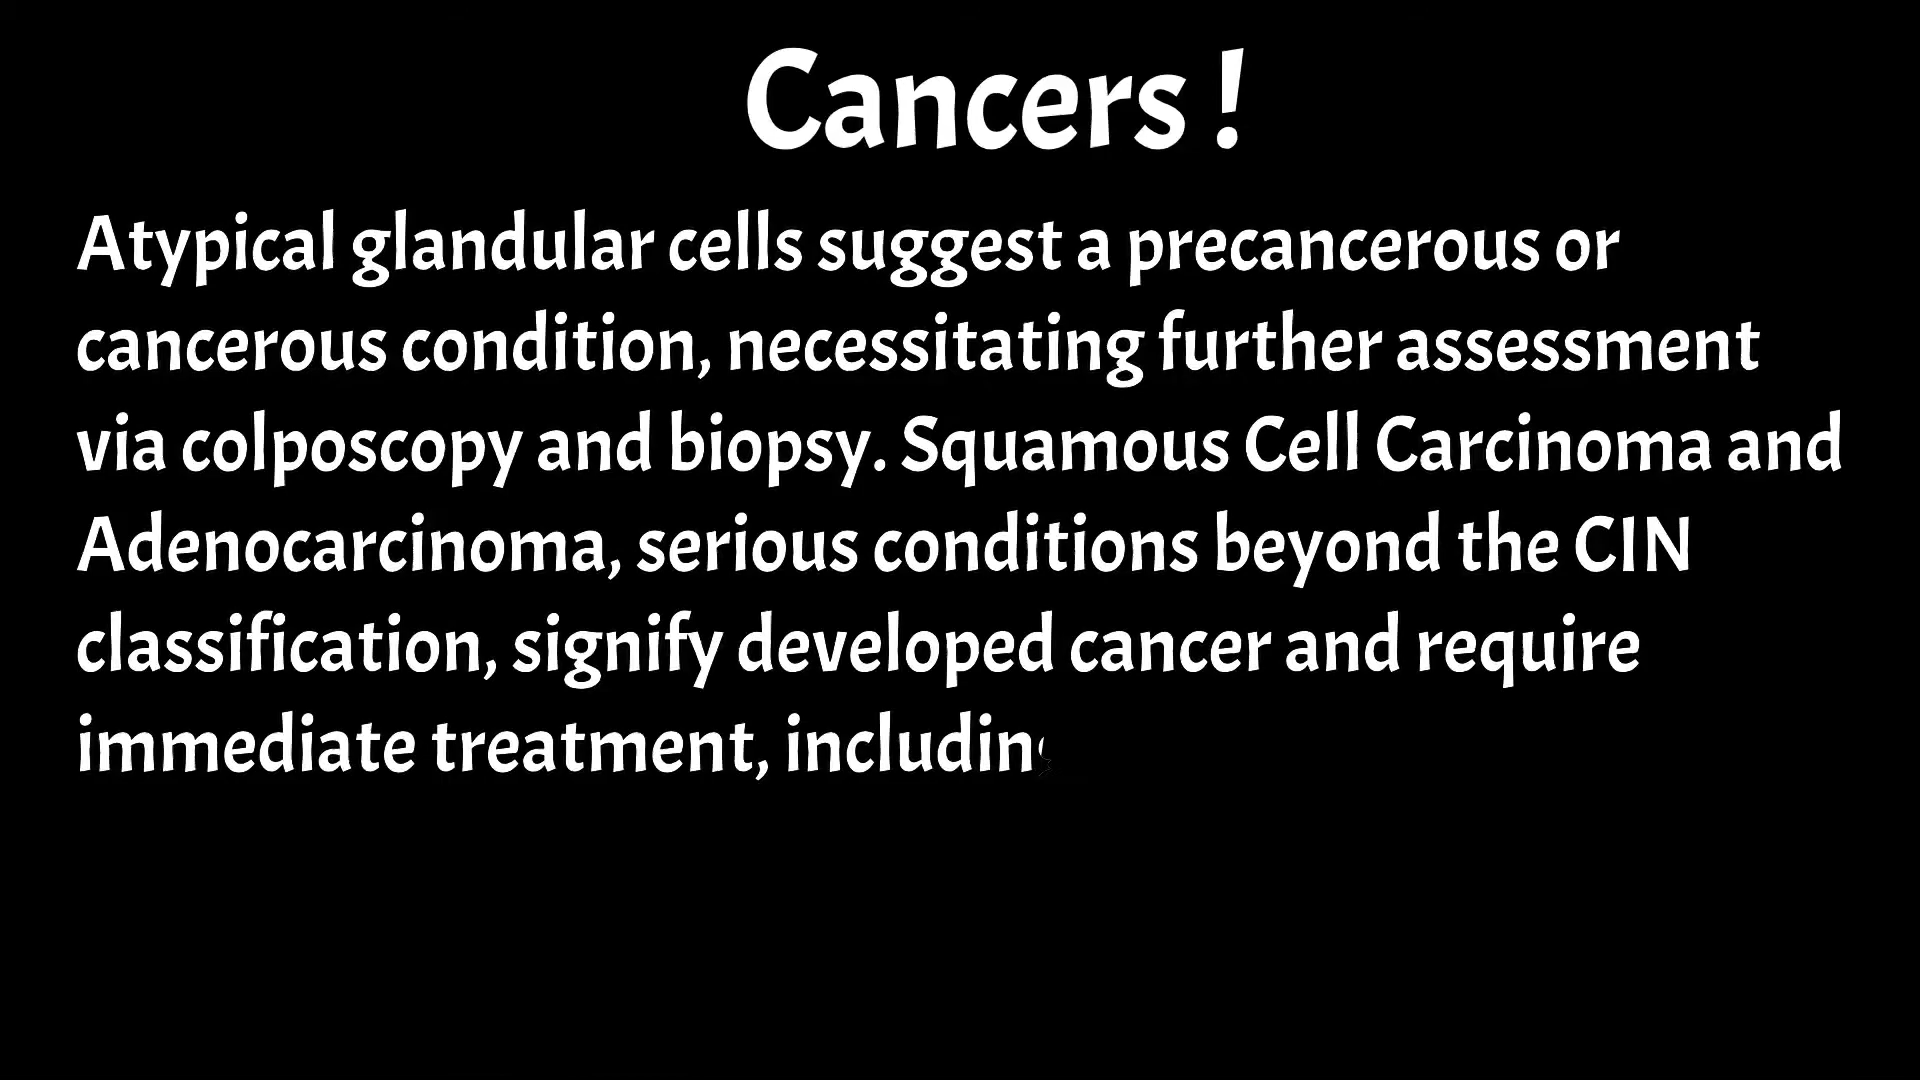 Cancers !
Atypical glandular cells suggest a precancerous or
cancerous condition, necessitating further assessment
via colposcopy and biopsy. Squamous Cell Carcinoma and
Adenocarcinoma, serious conditions beyond the CIN
classification, signify developed cancer and require
immediate treatment, includin